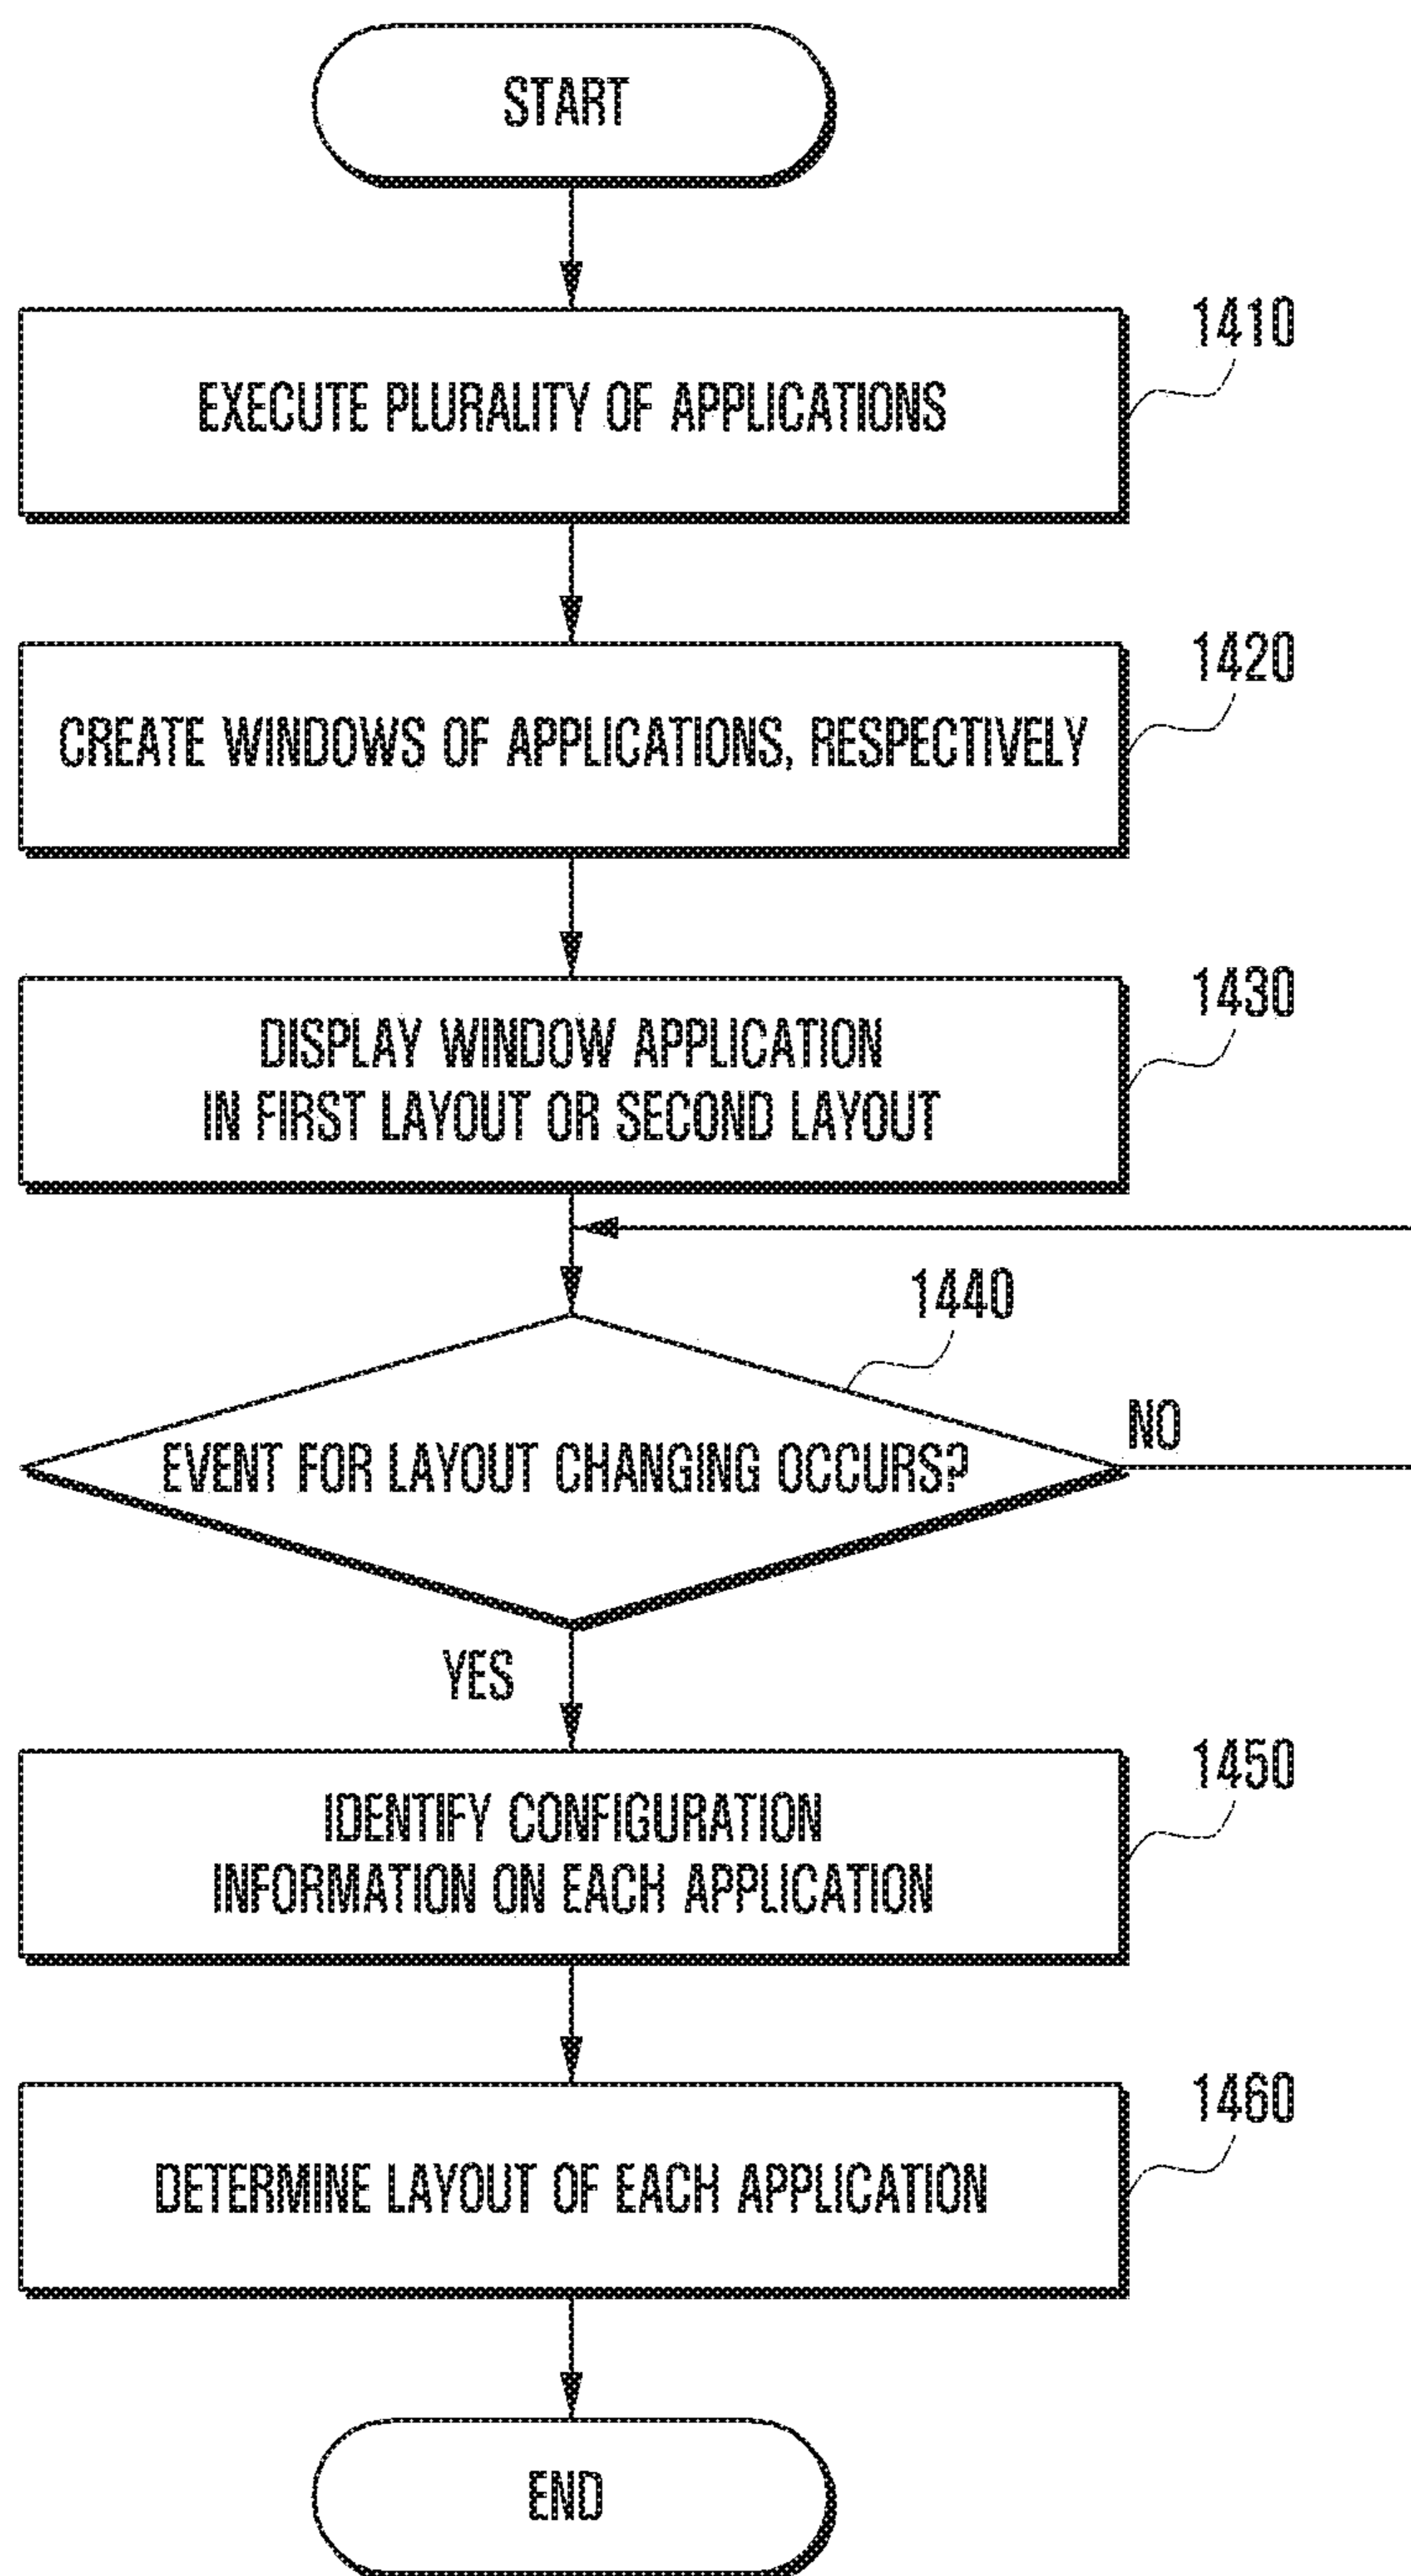 START
1410
EXECUTE PLURALITY OF APPLICATIONS
1420
CREATE WINDOWS OF APPLICATIONS, RESPECTIVELY
1430
DISPLAY WINDOW APPLICATION
IN FIRST LAYOUT OR SECOND LAYOUT
1440
NO
EVENT FOR LAYOUT CHANGING OCCURS?
YES
1450
IDENTIFY CONFIGURATION
INFORMATION ON EACH APPLICATION
1460
DETERMINE LAYOUT OF EACH APPLICATION
END